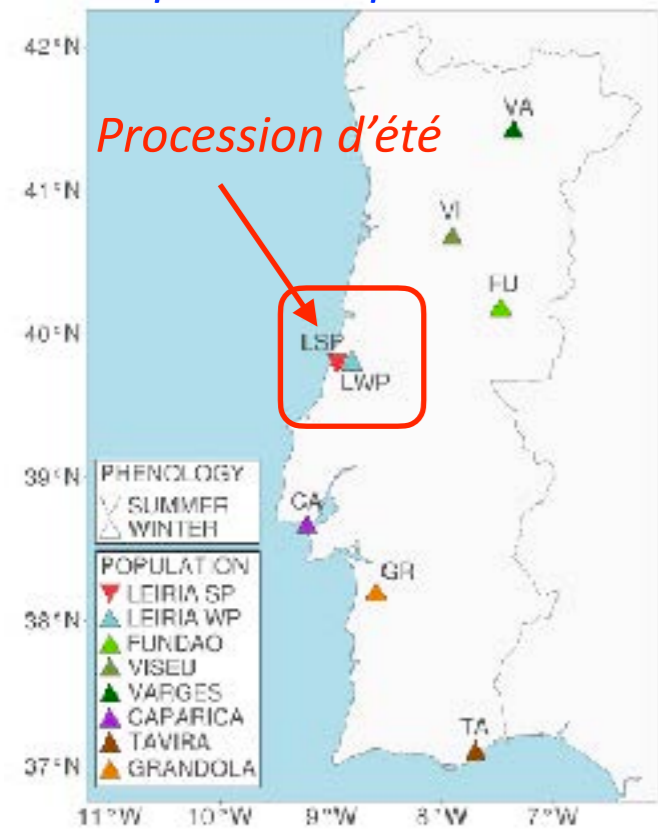 42°N
VA
Procession d'été
41°N
VI
FU
40°N
LSP
LWP
39°N
PHENOLOGY
SUMMER
WINTER
CA
POPULATION
LEIRIA SP
LEIRIA WP
FUNDAO
VISEU
VARGES
CAPARICA
TAVIRA
GRANDOLA
GR
38°N
TA
37°N
11°W 10°W 9°W 8°W 7°W